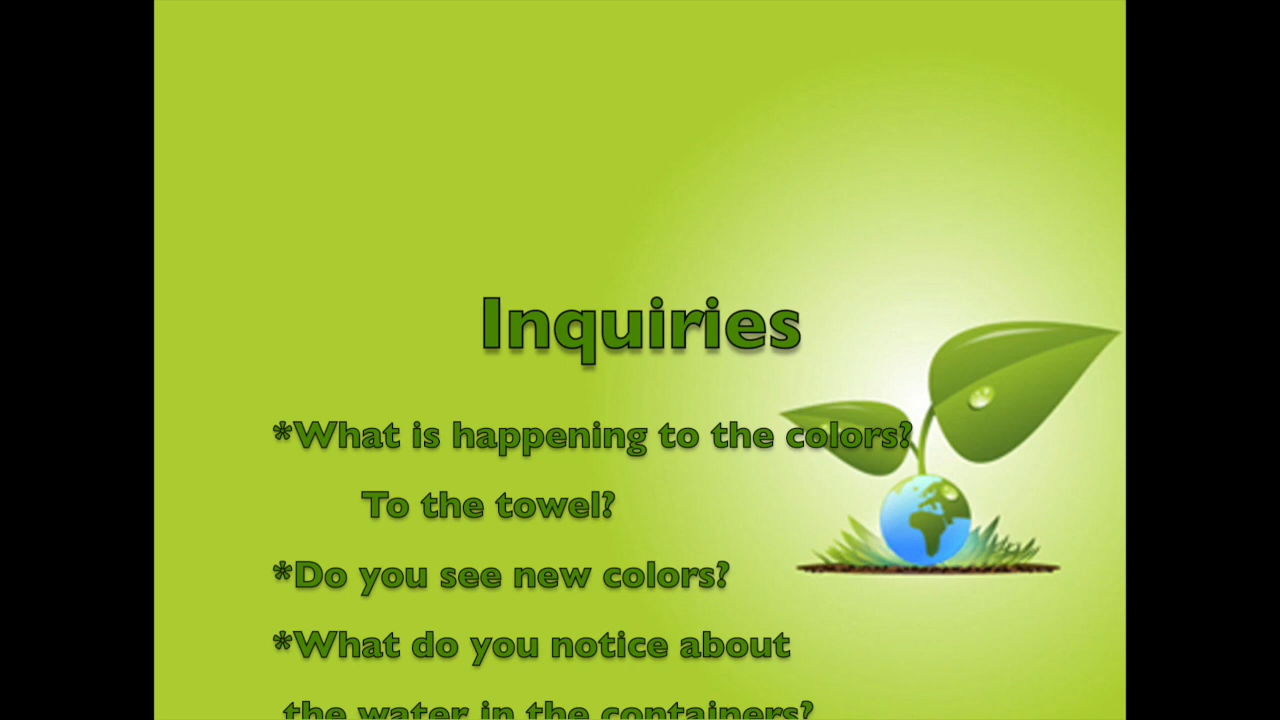 Inquiries
*What is happening to the colors?
To the towel?
*Do you see new colors?
*What do you notice about
the water in the containers?